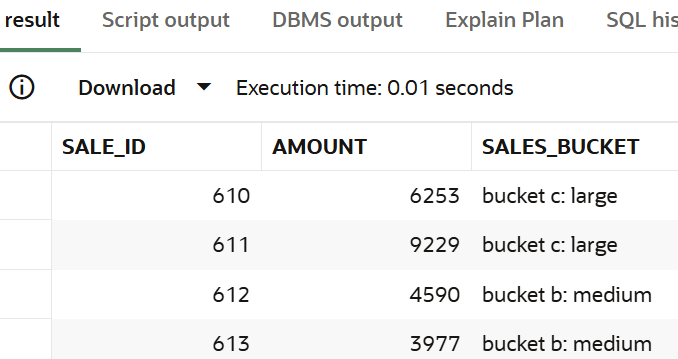 result Script output DBMS output Explain Plan SQL his
Download Execution time: 0.01 seconds
SALE_ID AMOUNT SALES_BUCKET
610 6253 bucket c: large
611 9229 bucket c: large
612 4590 bucket b: medium
613 3977 bucket b: medium